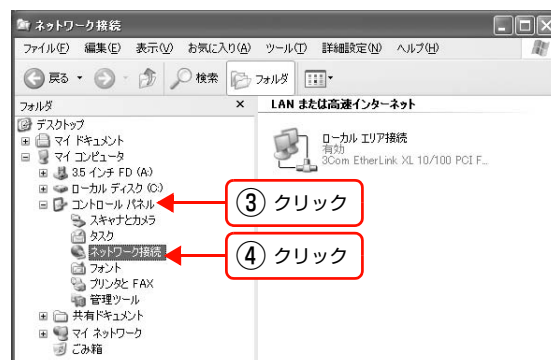 ネットワーク接続
ファイル(F) 編集(E) 表示(V) お気に入り(A) ツール(T) 詳細設定(N) ヘルプ(H)
戻る 検索 フォルダ
フォルダ ×
デスクトップ
マイ ドキュメント
マイ コンピュータ
3.5 インチ FD (A:)
ローカル ディスク (C:)
コントロール パネル
スキャナとカメラ
タスク
ネットワーク接続
フォント
プリンタと FAX
管理ツール
共有ドキュメント
マイ ネットワーク
ごみ箱
LAN または高速インターネット
ローカル エリア接続
有効
3Com EtherLink XL 10/100 PCI F...
③ クリック
④ クリック